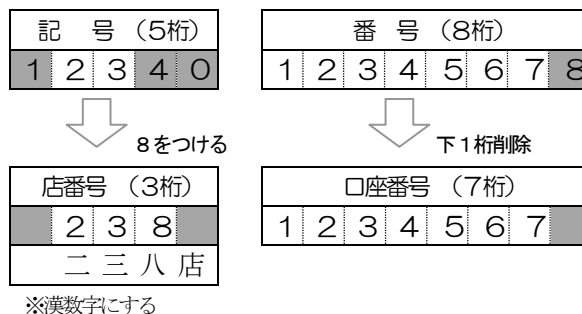 記 号 （5桁）
1 2 3 4 0
8をつける
店番号 （3桁）
2 3 8
二 三 八 店
※漢数字にする
番 号 （8桁）
1 2 3 4 5 6 7 8
下1桁削除
口座番号 （7桁）
1 2 3 4 5 6 7